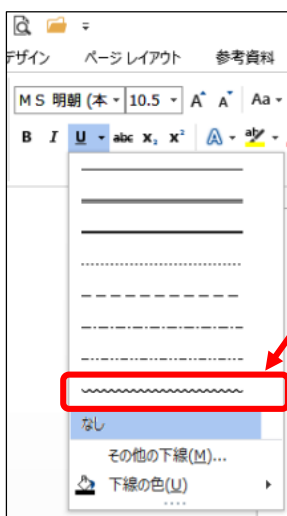 デザイン ページ レイアウト 参考資料
ＭＳ 明朝 (本 10.5 A A Aa
B I U abc X₂ X² A ab
なし
その他の下線(M)...
下線の色(U)